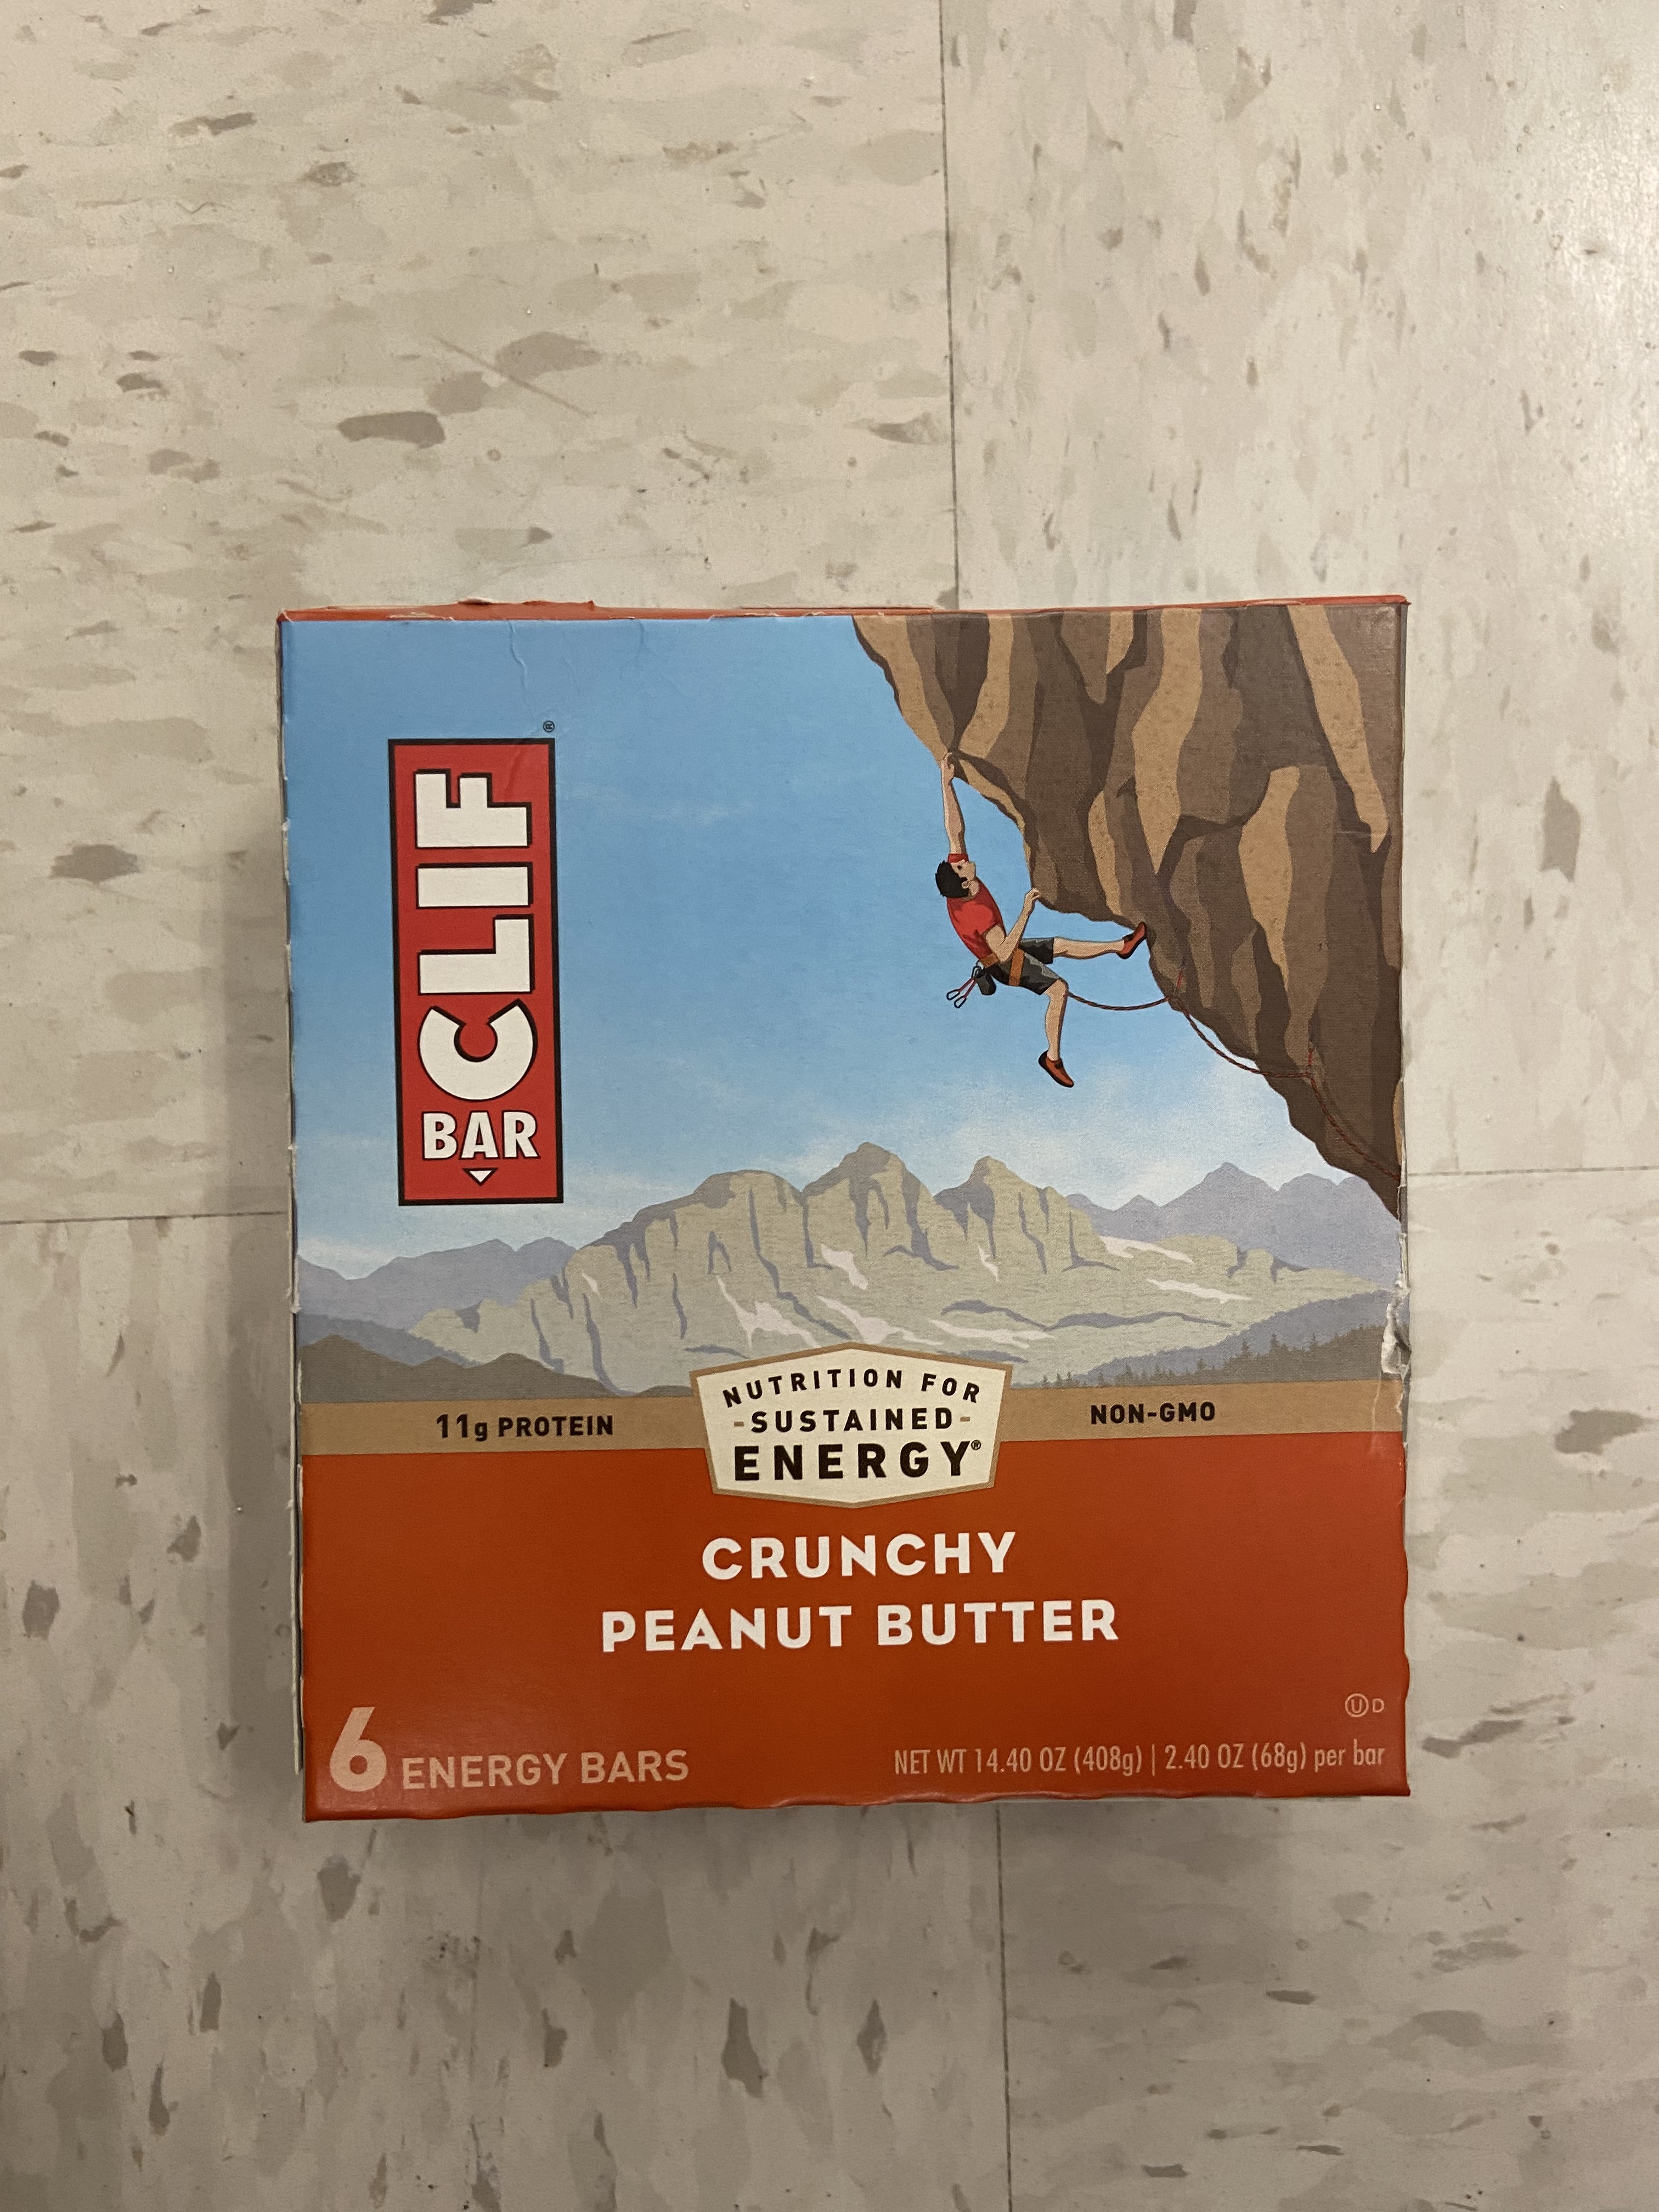 CLIF®
BAR
11g PROTEIN
NUTRITION FOR
-SUSTAINED-
ENERGY®
NON-GMO
CRUNCHY
PEANUT BUTTER
Ⓤ D
6 ENERGY BARS
NET WT 14.40 OZ (408g) | 2.40 OZ (68g) per bar